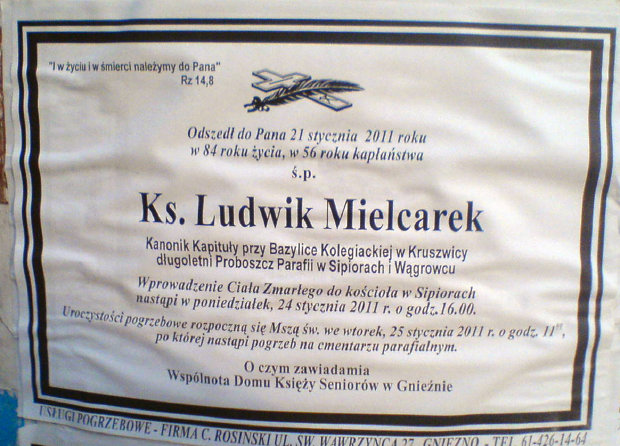 "I w życiu i w śmierci należymy do Pana"
Rz 14,8
Odszedł do Pana 21 stycznia 2011 roku
w 84 roku życia, w 56 roku kapłaństwa
ś.p.
Ks. Ludwik Mielcarek
Kanonik Kapituły przy Bazylice Kolegiackiej w Kruszwicy
długoletni Proboszcz Parafii w Sipiorach i Wągrowcu
Wprowadzenie Ciała Zmarłego do kościoła w Sipiorach
nastąpi w poniedziałek, 24 stycznia 2011 r. o godz.16.00.
Uroczystości pogrzebowe rozpoczną się Mszą św. we wtorek, 25 stycznia 2011 r. o godz. 11⁰⁰,
po której nastąpi pogrzeb na cmentarzu parafialnym.
O czym zawiadamia
Wspólnota Domu Księży Seniorów w Gnieźnie
USŁUGI POGRZEBOWE - FIRMA C. ROSIŃSKI UL. ŚW. WAWRZYŃCA 27, GNIEZNO - TEL. 61-426-14-64